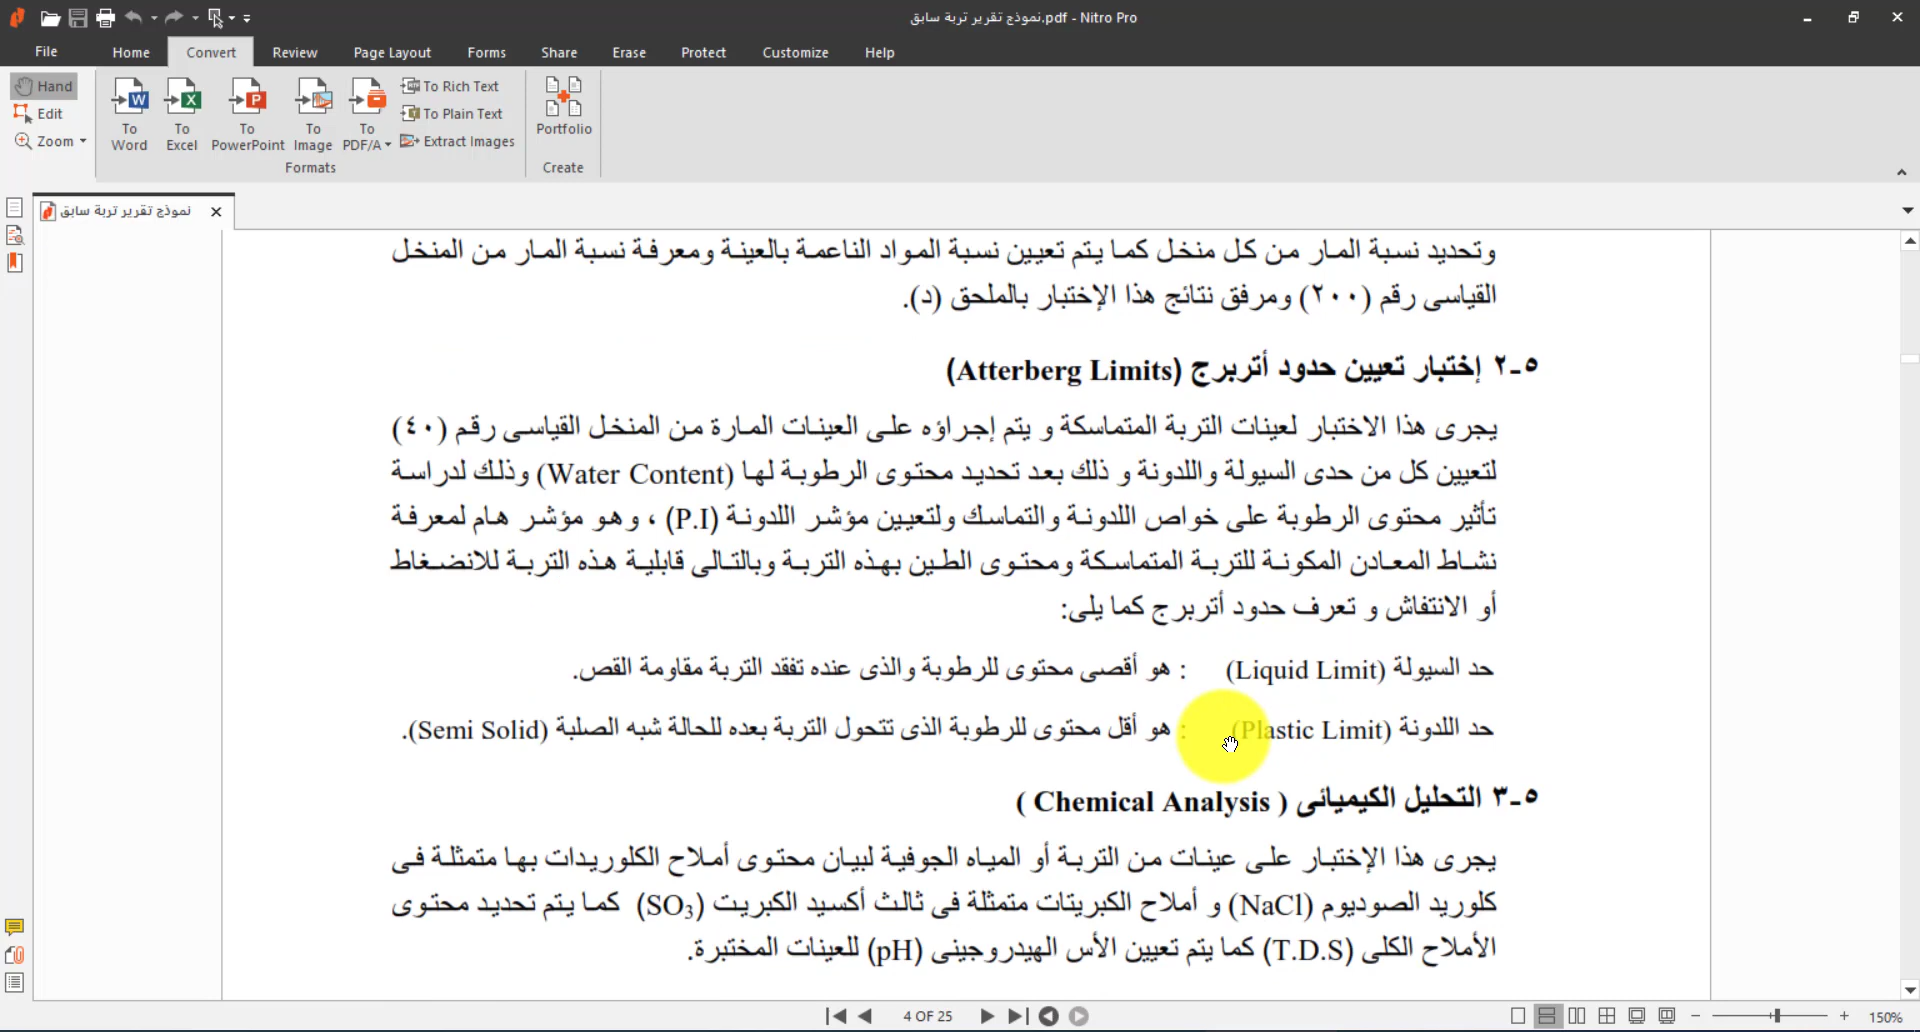 نموذج تقرير تربة سابق.pdf - Nitro Pro
File Home Convert Review Page Layout Forms Share Erase Protect Customize Help
Hand
Edit
Zoom
To Word
To Excel
To PowerPoint
To Image
To PDF/A
To Rich Text
To Plain Text
Extract Images
Formats
Portfolio
Create
نموذج تقرير تربة سابق
وتحديد نسبة المار من كل منخل كما يتم تعيين نسبة المواد الناعمة بالعينة ومعرفة نسبة المار من المنخل
القياسى رقم (٢٠٠) ومرفق نتائج هذا الإختبار بالملحق (د).
٥-٢ إختبار تعيين حدود أتربرج (Atterberg Limits)
يجرى هذا الاختبار لعينات التربة المتماسكة و يتم إجراؤه على العينات المارة من المنخل القياسى رقم (٤٠)
لتعيين كل من حدى السيولة واللدونة و ذلك بعد تحديد محتوى الرطوبة لها (Water Content) وذلك لدراسة
تأثير محتوى الرطوبة على خواص اللدونة والتماسك ولتعيين مؤشر اللدونة (P.I) ، وهو مؤشر هام لمعرفة
نشاط المعادن المكونة للتربة المتماسكة ومحتوى الطين بهذه التربة وبالتالى قابلية هذه التربة للانضغاط
أو الانتفاش و تعرف حدود أتربرج كما يلى:
حد السيولة (Liquid Limit) : هو أقصى محتوى للرطوبة والذى عنده تفقد التربة مقاومة القص.
حد اللدونة (Plastic Limit) : هو أقل محتوى للرطوبة الذى تتحول التربة بعده للحالة شبه الصلبة (Semi Solid).
٥-٣ التحليل الكيميائى ( Chemical Analysis )
يجرى هذا الإختبار على عينات من التربة أو المياه الجوفية لبيان محتوى أملاح الكلوريدات بها متمثلة فى
كلوريد الصوديوم (NaCl) و أملاح الكبريتات متمثلة فى ثالث أكسيد الكبريت (SO₃) كما يتم تحديد محتوى
الأملاح الكلى (T.D.S) كما يتم تعيين الأس الهيدروجينى (pH) للعينات المختبرة.
4 OF 25
150%